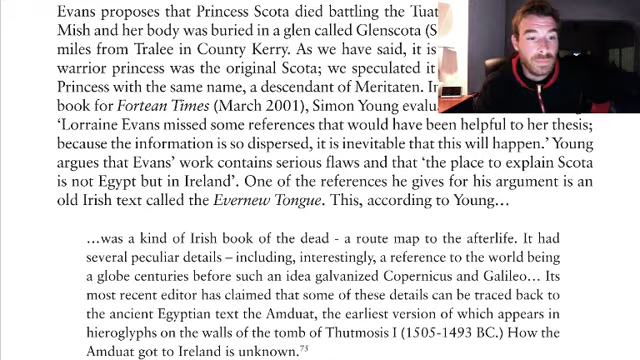 Evans proposes that Princess Scota died battling the Tuat
Mish and her body was buried in a glen called Glenscota (S
miles from Tralee in County Kerry. As we have said, it is
warrior princess was the original Scota; we speculated it
Princess with the same name, a descendant of Meritaten. In
book for Fortean Times (March 2001), Simon Young evalu
'Lorraine Evans missed some references that would have been helpful to her thesis;
because the information is so dispersed, it is inevitable that this will happen.' Young
argues that Evans' work contains serious flaws and that 'the place to explain Scota
is not Egypt but in Ireland'. One of the references he gives for his argument is an
old Irish text called the Evernew Tongue. This, according to Young…
…was a kind of Irish book of the dead - a route map to the afterlife. It had
several peculiar details – including, interestingly, a reference to the world being
a globe centuries before such an idea galvanized Copernicus and Galileo… Its
most recent editor has claimed that some of these details can be traced back to
the ancient Egyptian text the Amduat, the earliest version of which appears in
hieroglyphs on the walls of the tomb of Thutmosis I (1505-1493 BC.) How the
Amduat got to Ireland is unknown.75